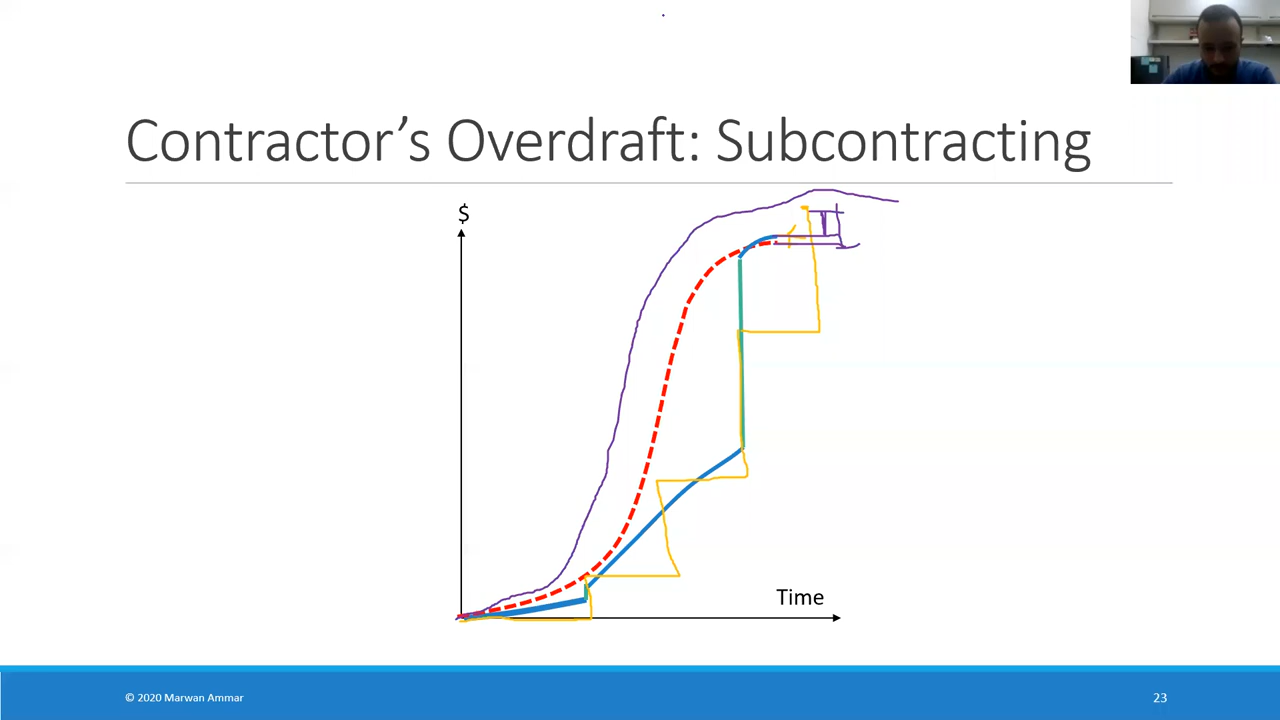 Contractor’s Overdraft: Subcontracting
$
Time
© 2020 Marwan Ammar
23